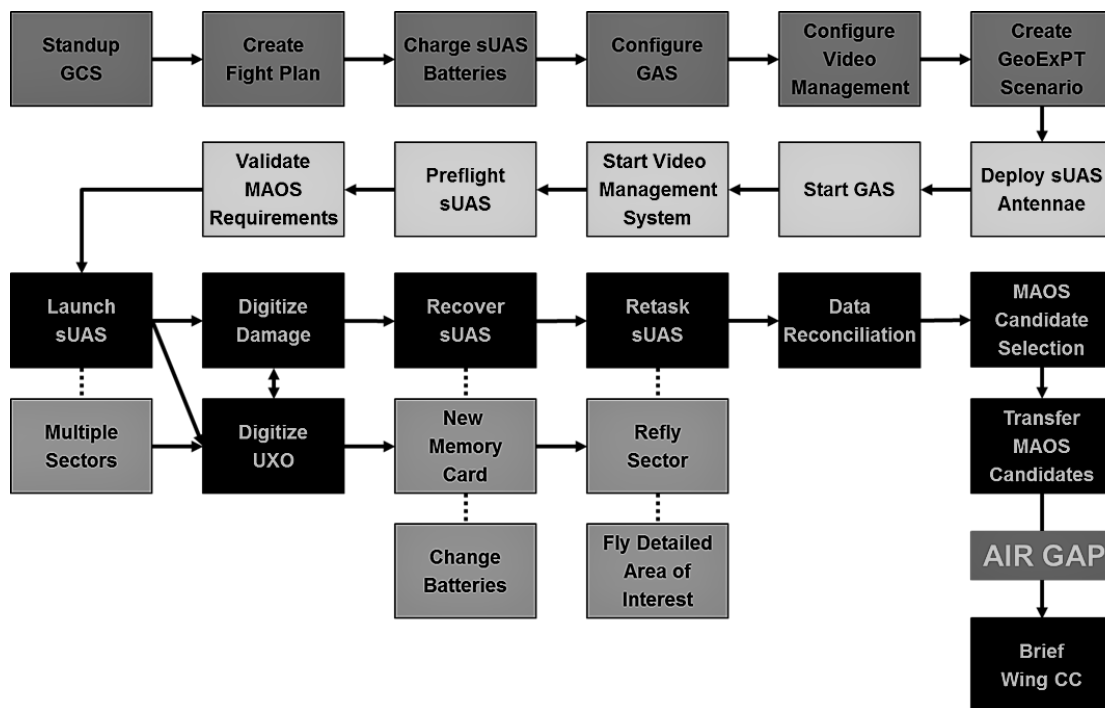 Standup
GCS
Create
Fight Plan
Charge sUAS
Batteries
Configure
GAS
Configure
Video
Management
Create
GeoExPT
Scenario
Validate
MAOS
Requirements
Preflight
sUAS
Start Video
Management
System
Start GAS
Deploy sUAS
Antennae
Launch
sUAS
Digitize
Damage
Recover
sUAS
Retask
sUAS
Data
Reconciliation
MAOS
Candidate
Selection
Multiple
Sectors
Digitize
UXO
New
Memory
Card
Refly
Sector
Transfer
MAOS
Candidates
Change
Batteries
Fly Detailed
Area of
Interest
AIR GAP
Brief
Wing CC